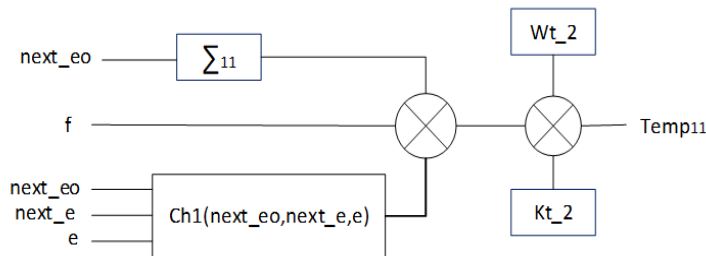 Wt_2
next_eo
∑11
f
Temp11
next_eo
next_e
e
Ch1(next_eo,next_e,e)
Kt_2